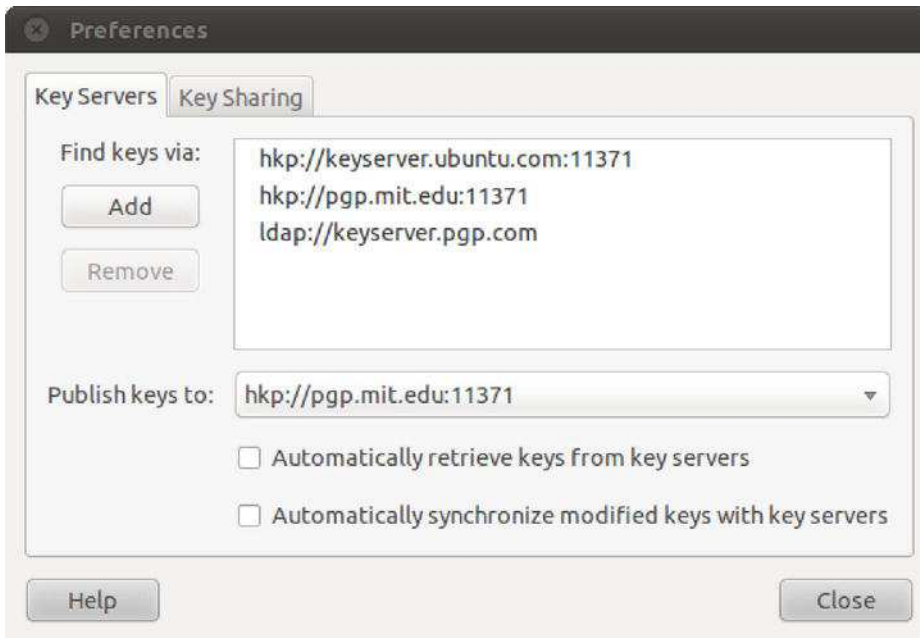 Preferences
Key Servers Key Sharing
Find keys via:
hkp://keyserver.ubuntu.com:11371
hkp://pgp.mit.edu:11371
ldap://keyserver.pgp.com
Add
Remove
Publish keys to: hkp://pgp.mit.edu:11371
Automatically retrieve keys from key servers
Automatically synchronize modified keys with key servers
Help Close